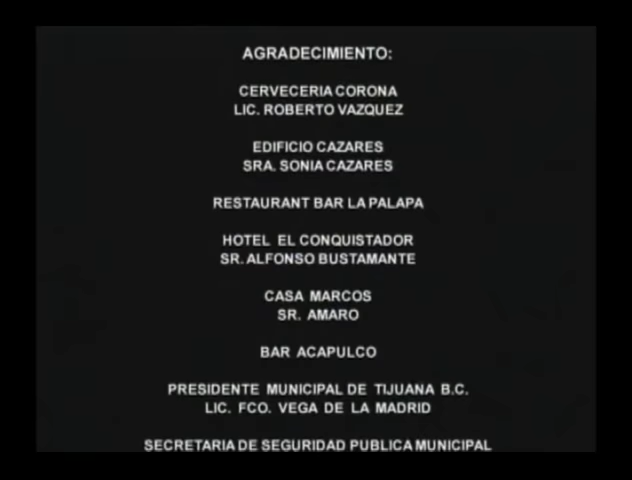 AGRADECIMIENTO:
CERVECERIA CORONA
LIC. ROBERTO VAZQUEZ
EDIFICIO CAZARES
SRA. SONIA CAZARES
RESTAURANT BAR LA PALAPA
HOTEL EL CONQUISTADOR
SR. ALFONSO BUSTAMANTE
CASA MARCOS
SR. AMARO
BAR ACAPULCO
PRESIDENTE MUNICIPAL DE TIJUANA B.C.
LIC. FCO. VEGA DE LA MADRID
SECRETARIA DE SEGURIDAD PUBLICA MUNICIPAL